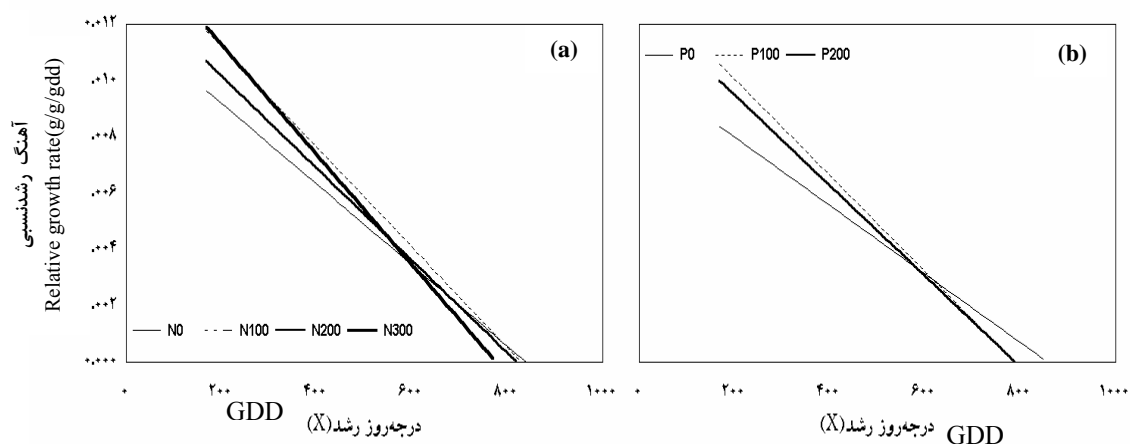 (a)
(b)
P0 P100 P200
۰.۰۱۲
۰.۰۱۰
۰.۰۰۸
۰.۰۰۶
۰.۰۰۴
۰.۰۰۲
۰.۰۰۰
آهنگ رشدنسبی
Relative growth rate(g/g/gdd)
N0 N100 N200 N300
۰ ۲۰۰ ۴۰۰ ۶۰۰ ۸۰۰ ۱۰۰۰
۰ ۲۰۰ ۴۰۰ ۶۰۰ ۸۰۰ ۱۰۰۰
GDD
درجه‌روز رشد(X)
درجه‌روز رشد(X)
GDD